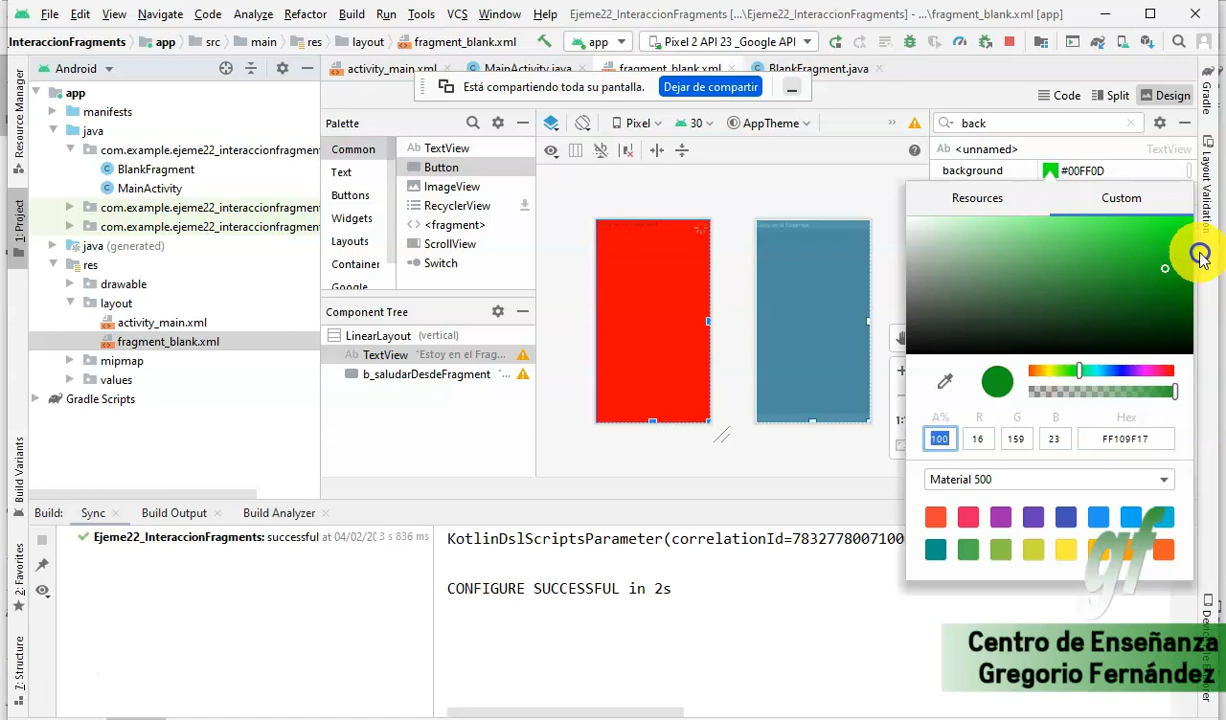 File Edit View Navigate Code Analyze Refactor Build Run Tools VCS Window Help Ejeme22_InteraccionFragments [...\Ejeme22_InteraccionFragments] - ...\fragment_blank.xml [app]
InteraccionFragments app src main res layout fragment_blank.xml app Pixel 2 API 23 _Google API
Android activity_main.xml MainActivity.java fragment_blank.xml BlankFragment.java
Está compartiendo toda su pantalla. Dejar de compartir
Code Split Design
Resource Manager
1: Project
Build Variants
2: Favorites
7: Structure
app
manifests
java
com.example.ejeme22_interaccionfragment
BlankFragment
MainActivity
com.example.ejeme22_interaccionfragment
com.example.ejeme22_interaccionfragment
java (generated)
res
drawable
layout
activity_main.xml
fragment_blank.xml
mipmap
values
Gradle Scripts
Palette
Common
Text
Buttons
Widgets
Layouts
Container
Google
TextView
Button
ImageView
RecyclerView
<fragment>
ScrollView
Switch
Component Tree
LinearLayout (vertical)
Ab TextView "Estoy en el Frag...
b_saludarDesdeFragment "...
Pixel 30 AppTheme
1:1
back
Ab <unnamed> TextView
background #00FF0D
Resources Custom
A% R G B Hex
100 16 159 23 FF109F17
Material 500
Gradle
Layout Validation
Build: Sync Build Output Build Analyzer
Ejeme22_InteraccionFragments: successful at 04/02/20 3 s 836 ms
KotlinDslScriptsParameter(correlationId=7832778007100
CONFIGURE SUCCESSFUL in 2s
gf
Centro de Enseñanza
Gregorio Fernández